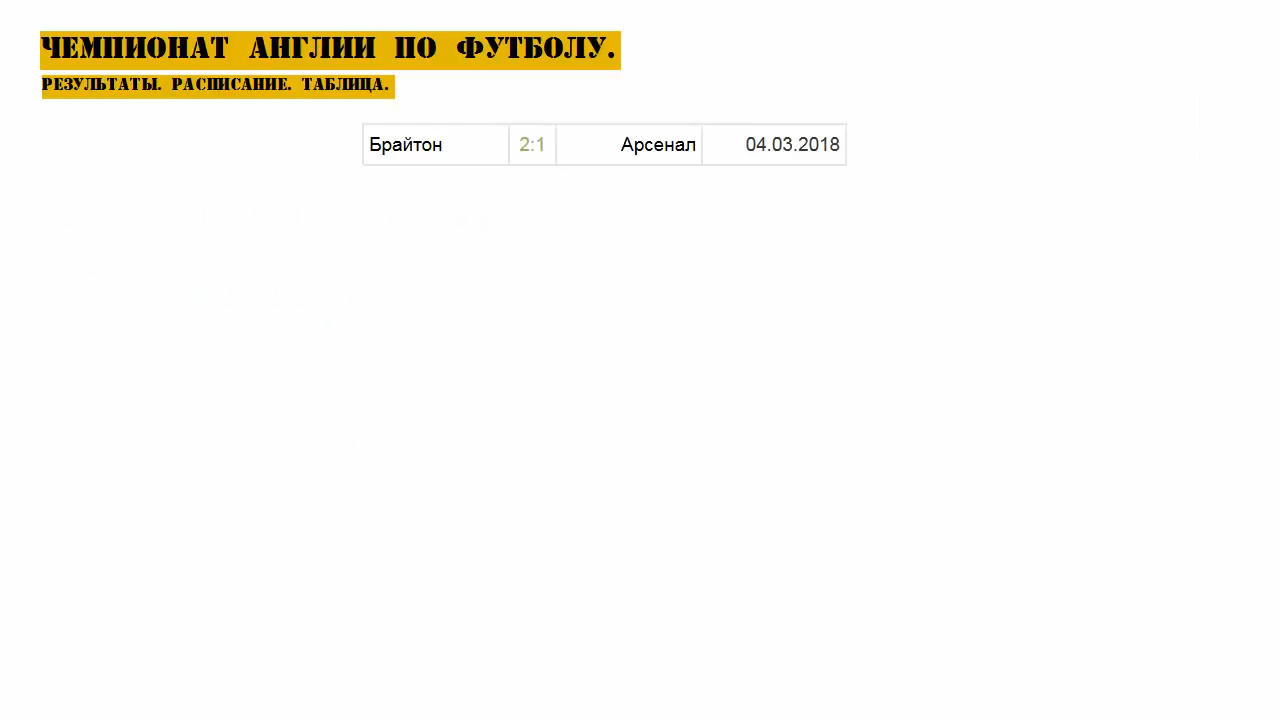 ЧЕМПИОНАТ АНГЛИИ ПО ФУТБОЛУ.
РЕЗУЛЬТАТЫ. РАСПИСАНИЕ. ТАБЛИЦА.
Брайтон 2:1 Арсенал 04.03.2018